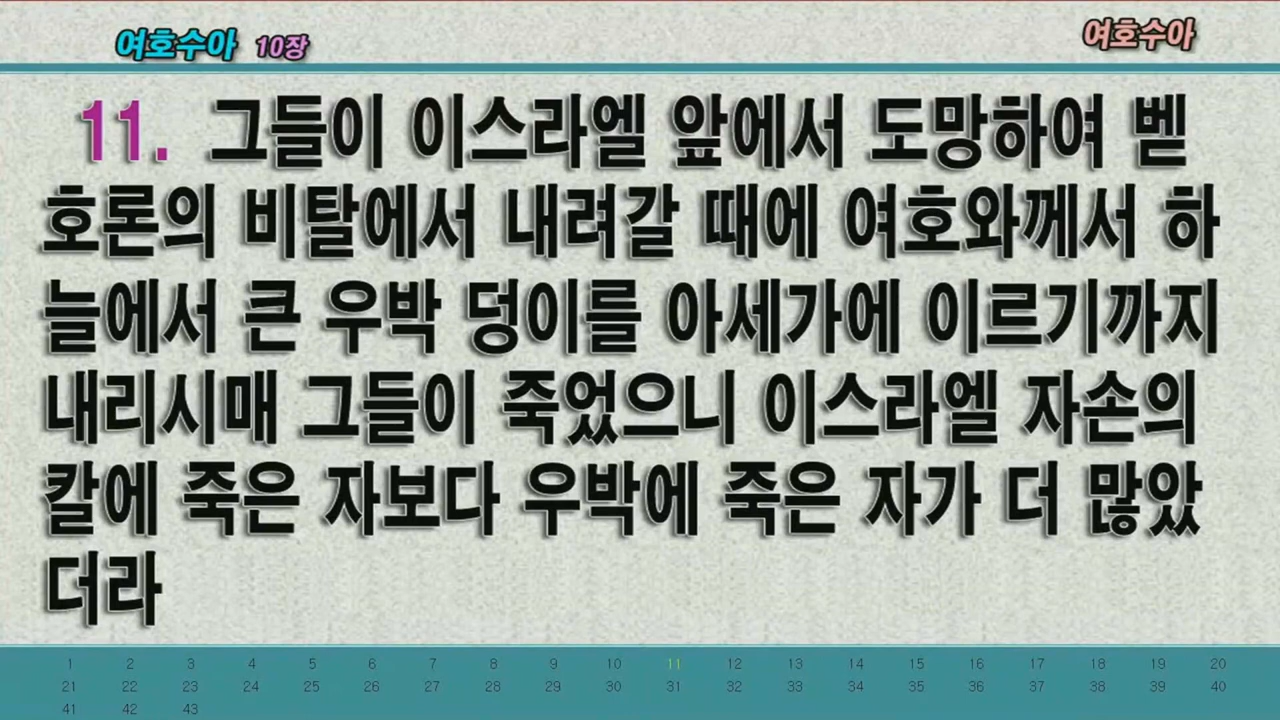 여호수아 10장
여호수아
11. 그들이 이스라엘 앞에서 도망하여 벧
호론의 비탈에서 내려갈 때에 여호와께서 하
늘에서 큰 우박 덩이를 아세가에 이르기까지
내리시매 그들이 죽었으니 이스라엘 자손의
칼에 죽은 자보다 우박에 죽은 자가 더 많았
더라
1 2 3 4 5 6 7 8 9 10 11 12 13 14 15 16 17 18 19 20
21 22 23 24 25 26 27 28 29 30 31 32 33 34 35 36 37 38 39 40
41 42 43